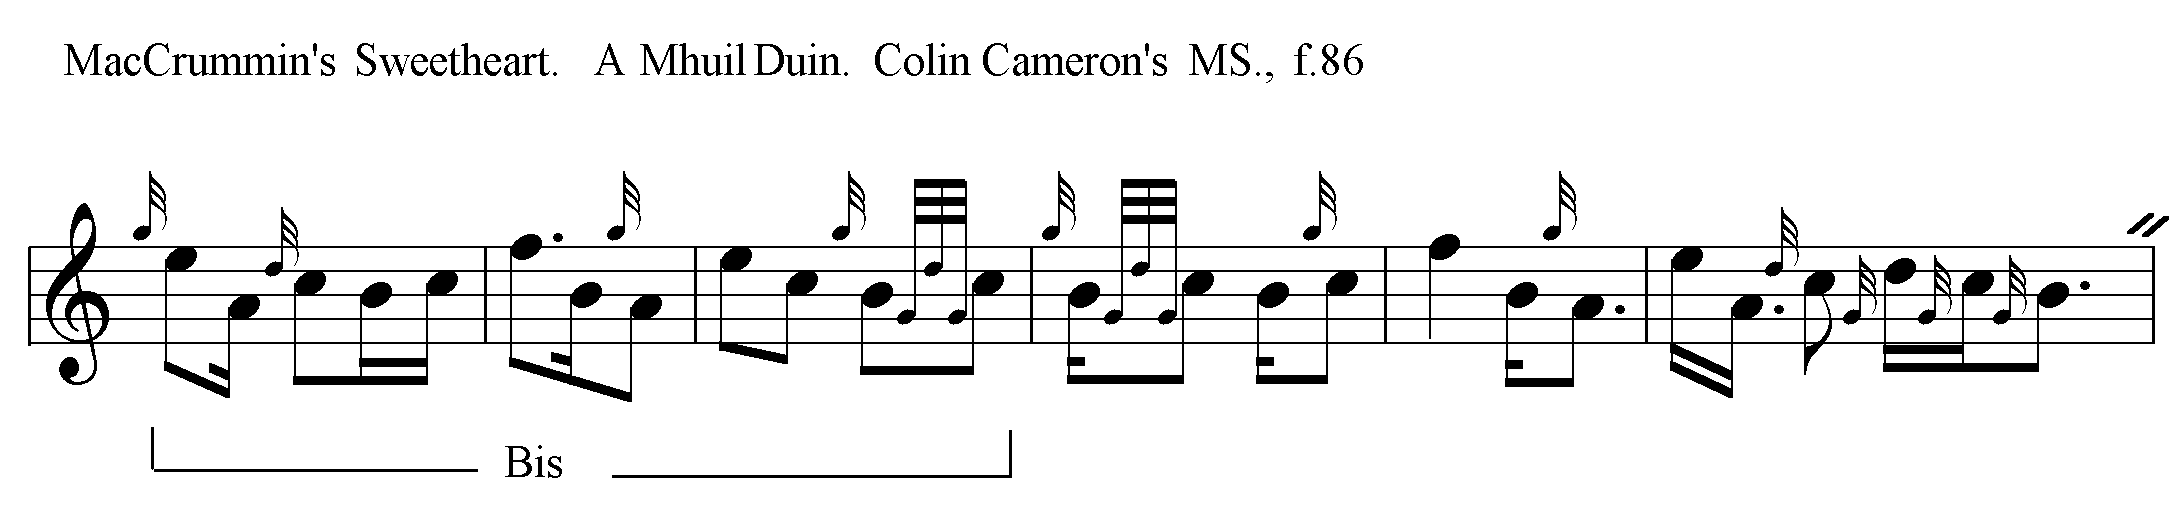 MacCrummin's Sweetheart. A Mhuil Duin. Colin Cameron's MS., f.86
Bis